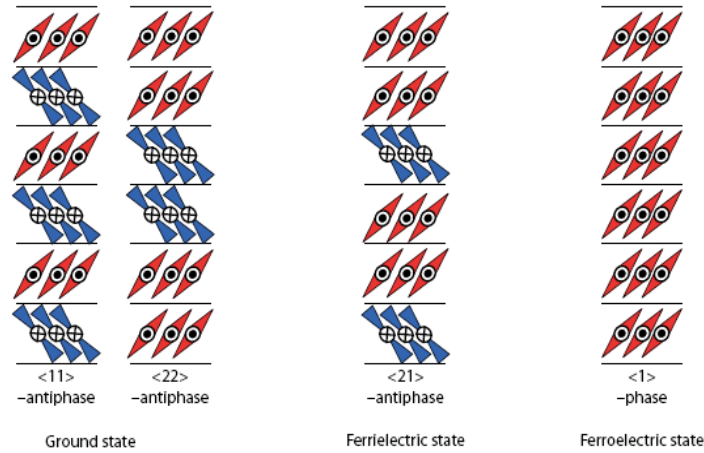 <11>
–antiphase
<22>
–antiphase
<21>
–antiphase
<1>
–phase
Ground state
Ferrielectric state
Ferroelectric state